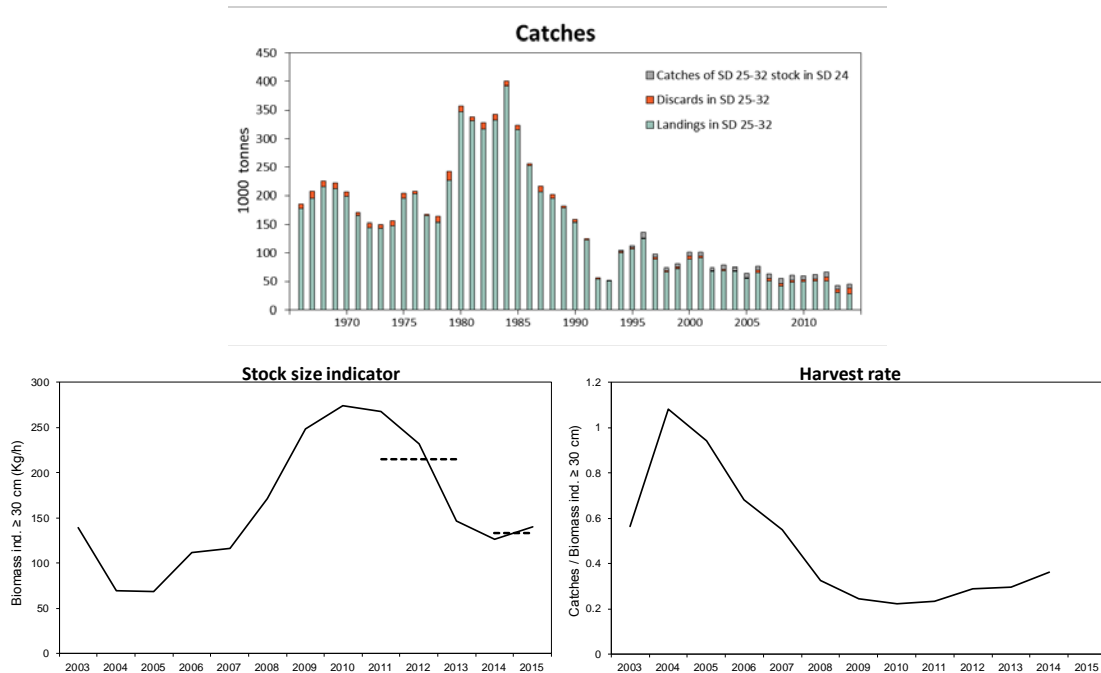 Catches
450
400
350
300
250
200
150
100
50
0
1000 tonnes
Catches of SD 25-32 stock in SD 24
Discards in SD 25-32
Landings in SD 25-32
1970 1975 1980 1985 1990 1995 2000 2005 2010
Stock size indicator
300
250
200
150
100
50
0
Biomass ind. ≥ 30 cm (Kg/h)
2003 2004 2005 2006 2007 2008 2009 2010 2011 2012 2013 2014 2015
Harvest rate
1.2
1
0.8
0.6
0.4
0.2
0
Catches / Biomass ind. ≥ 30 cm)
2003 2004 2005 2006 2007 2008 2009 2010 2011 2012 2013 2014 2015